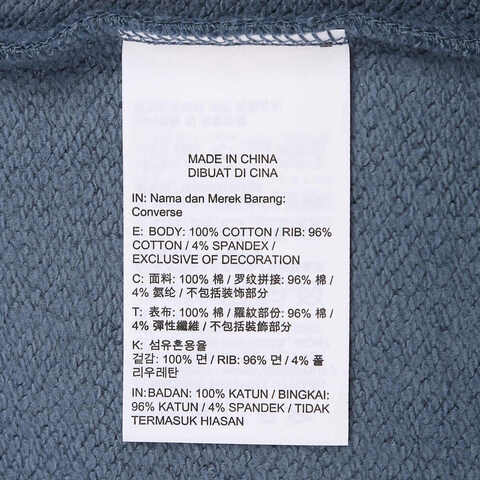 MADE IN CHINA
DIBUAT DI CINA
IN: Nama dan Merek Barang:
Converse
E: BODY: 100% COTTON / RIB: 96%
COTTON / 4% SPANDEX /
EXCLUSIVE OF DECORATION
C: 面料: 100% 棉 / 罗纹拼接: 96% 棉 /
4% 氨纶 / 不包括装饰部分
T: 表布: 100% 棉 / 羅紋部份: 96% 棉 /
4% 彈性纖維 / 不包括裝飾部分
K: 섬유혼용율
겉감: 100% 면 / RIB: 96% 면 / 4% 폴
리우레탄
IN: BADAN: 100% KATUN / BINGKAI:
96% KATUN / 4% SPANDEK / TIDAK
TERMASUK HIASAN